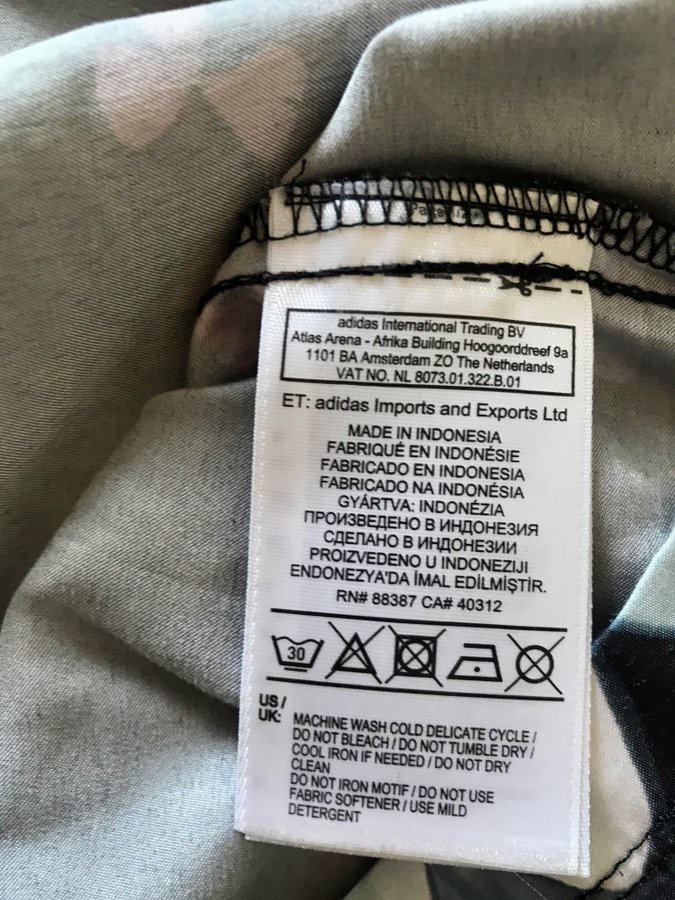 adidas International Trading BV
Atlas Arena - Afrika Building Hoogoorddreef 9a
1101 BA Amsterdam ZO The Netherlands
VAT NO. NL 8073.01.322.B.01
ET: adidas Imports and Exports Ltd
MADE IN INDONESIA
FABRIQUÉ EN INDONÉSIE
FABRICADO EN INDONESIA
FABRICADO NA INDONÉSIA
GYÁRTVA: INDONÉZIA
ПРОИЗВЕДЕНО В ИНДОНЕЗИЯ
СДЕЛАНО В ИНДОНЕЗИИ
PROIZVEDENO U INDONEZIJI
ENDONEZYA'DA İMAL EDİLMİŞTİR.
RN# 88387 CA# 40312
30
US /
UK:
MACHINE WASH COLD DELICATE CYCLE /
DO NOT BLEACH / DO NOT TUMBLE DRY /
COOL IRON IF NEEDED / DO NOT DRY
CLEAN
DO NOT IRON MOTIF / DO NOT USE
FABRIC SOFTENER / USE MILD
DETERGENT